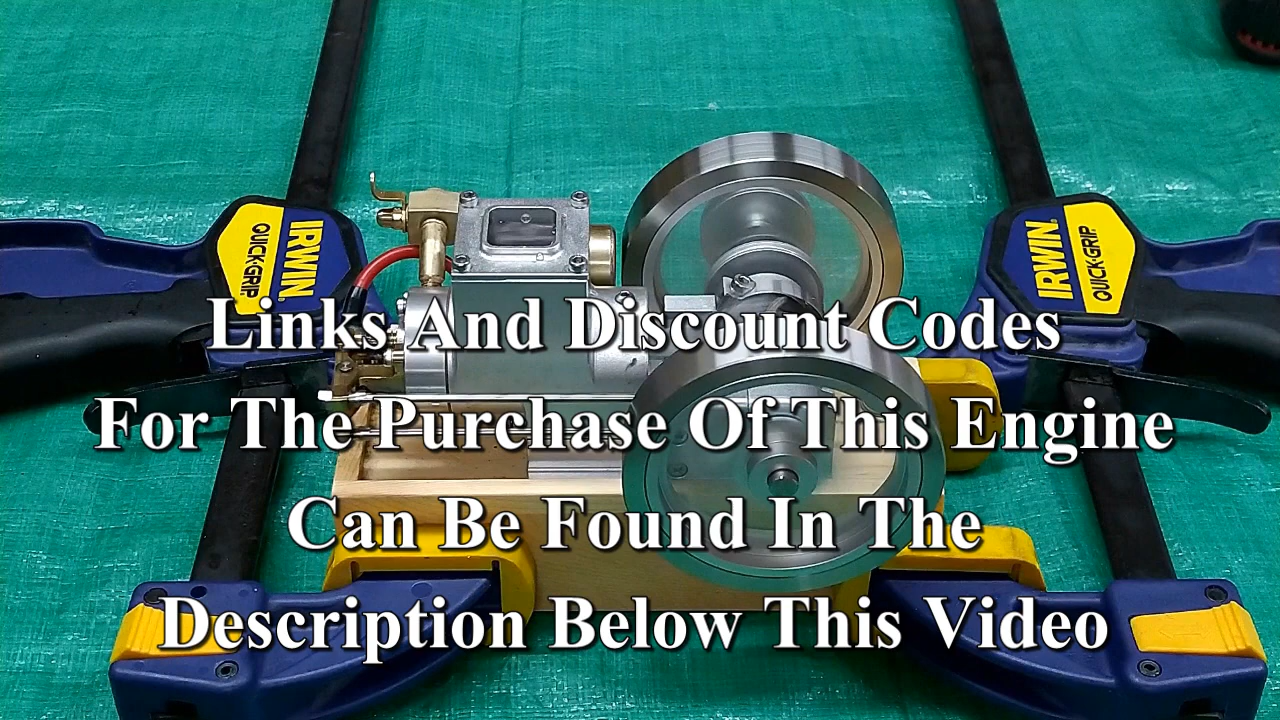 IRWIN
QUICK-GRIP
IRWIN
QUICK-GRIP
Links And Discount Codes
For The Purchase Of This Engine
Can Be Found In The
Description Below This Video